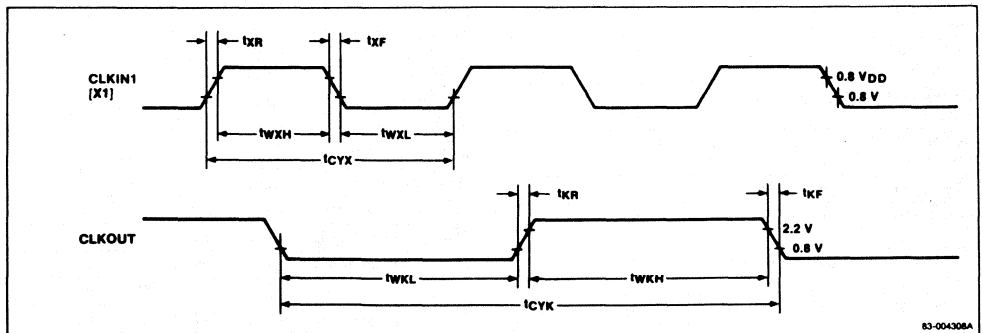 tXR
tXF
CLKIN1
[X1]
0.8 VDD
0.8 V
tWXH
tWXL
tCYX
tKR
tKF
CLKOUT
2.2 V
0.8 V
tWKL
tWKH
tCYK
83-004308A